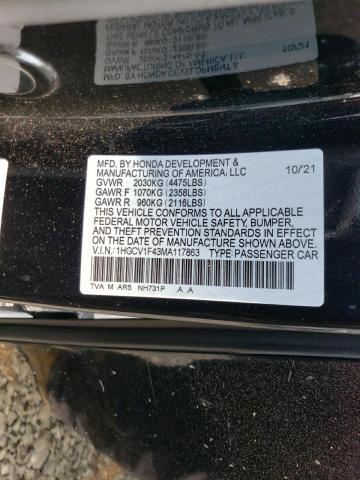 MFD. BY HONDA DEVELOPMENT &
MANUFACTURING OF AMERICA, LLC 10/21
GVWR 2030KG (4475LBS)
GAWR F 1070KG (2358LBS)
GAWR R 960KG (2116LBS)
THIS VEHICLE CONFORMS TO ALL APPLICABLE
FEDERAL MOTOR VEHICLE SAFETY, BUMPER,
AND THEFT PREVENTION STANDARDS IN EFFECT
ON THE DATE OF MANUFACTURE SHOWN ABOVE.
V.I.N.: 1HGCV1F43MA117863 TYPE:PASSENGER CAR
TVA M AR5 NH731P .A .A